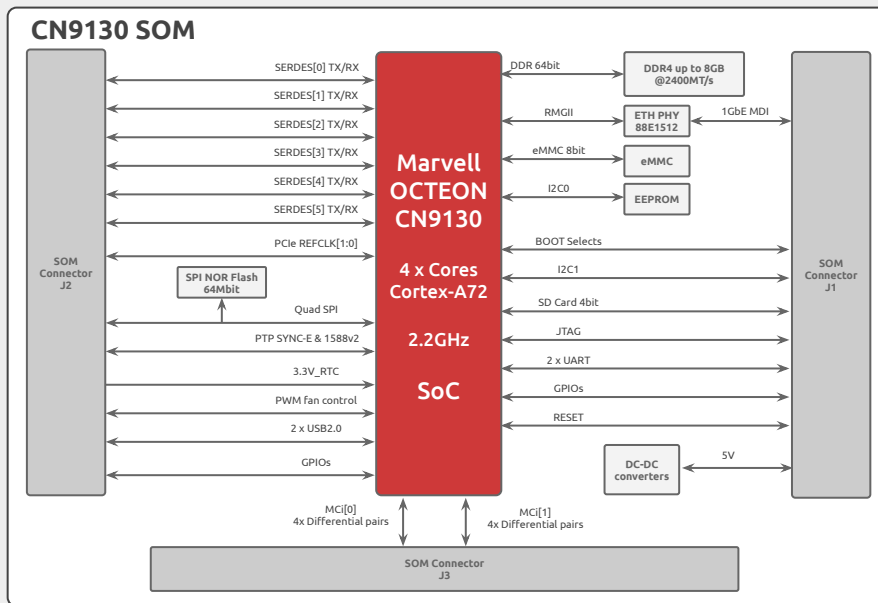 CN9130 SOM
SOM
Connector
J2
SERDES[0] TX/RX
SERDES[1] TX/RX
SERDES[2] TX/RX
SERDES[3] TX/RX
SERDES[4] TX/RX
SERDES[5] TX/RX
PCIe REFCLK[1:0]
SPI NOR Flash
64Mbit
Quad SPI
PTP SYNC-E & 1588v2
3.3V_RTC
PWM fan control
2 x USB2.0
GPIOs
Marvell
OCTEON
CN9130
4 x Cores
Cortex-A72
2.2GHz
SoC
DDR 64bit
DDR4 up to 8GB
@2400MT/s
RMGII
ETH PHY
88E1512
1GbE MDI
eMMC 8bit
eMMC
I2C0
EEPROM
BOOT Selects
I2C1
SD Card 4bit
JTAG
2 x UART
GPIOs
RESET
DC-DC
converters
5V
SOM
Connector
J1
MCi[0]
4x Differential pairs
MCi[1]
4x Differential pairs
SOM Connector
J3